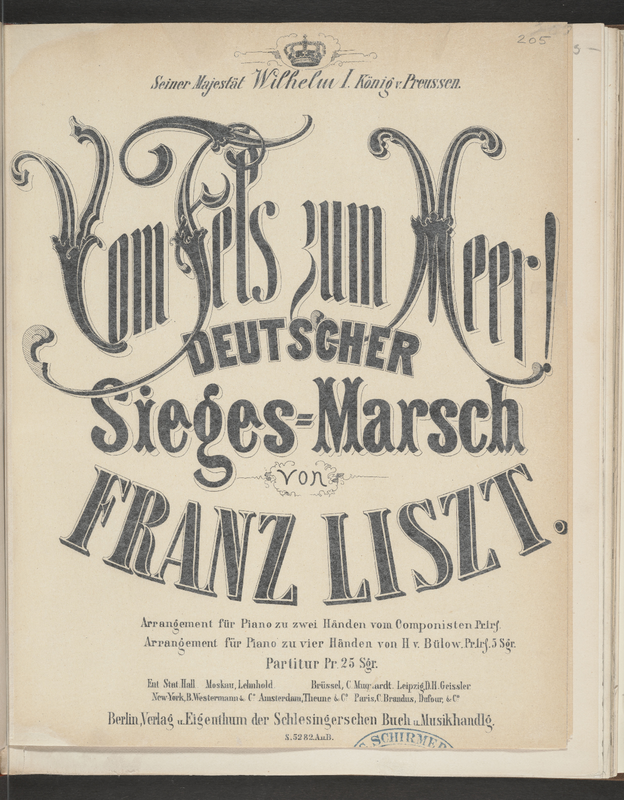 205
Seiner Majestät Wilhelm I. König v. Preussen.
Vom Fels zum Meer!
DEUTSCHER
Sieges=Marsch
von
FRANZ LISZT.
Arrangement für Piano zu zwei Händen vom Componisten Pr. 1rf.
Arrangement für Piano zu vier Händen von H v. Bülow. Pr. 1rf. 5 Sgr.
Partitur Pr. 25 Sgr.
Ent Stat Hall Moskau, Lehnhold Brüssel, C. Leipzig, D.H. Geissler
New York, B. Westermann & Co Amsterdam, Theune & Co Paris, C. Brandus, Dufour, & Co
Berlin, Verlag u. Eigenthum der Schlesingerschen Buch u. Musikhandlg.
S. 5282. A.u.B.
SCHIRMER